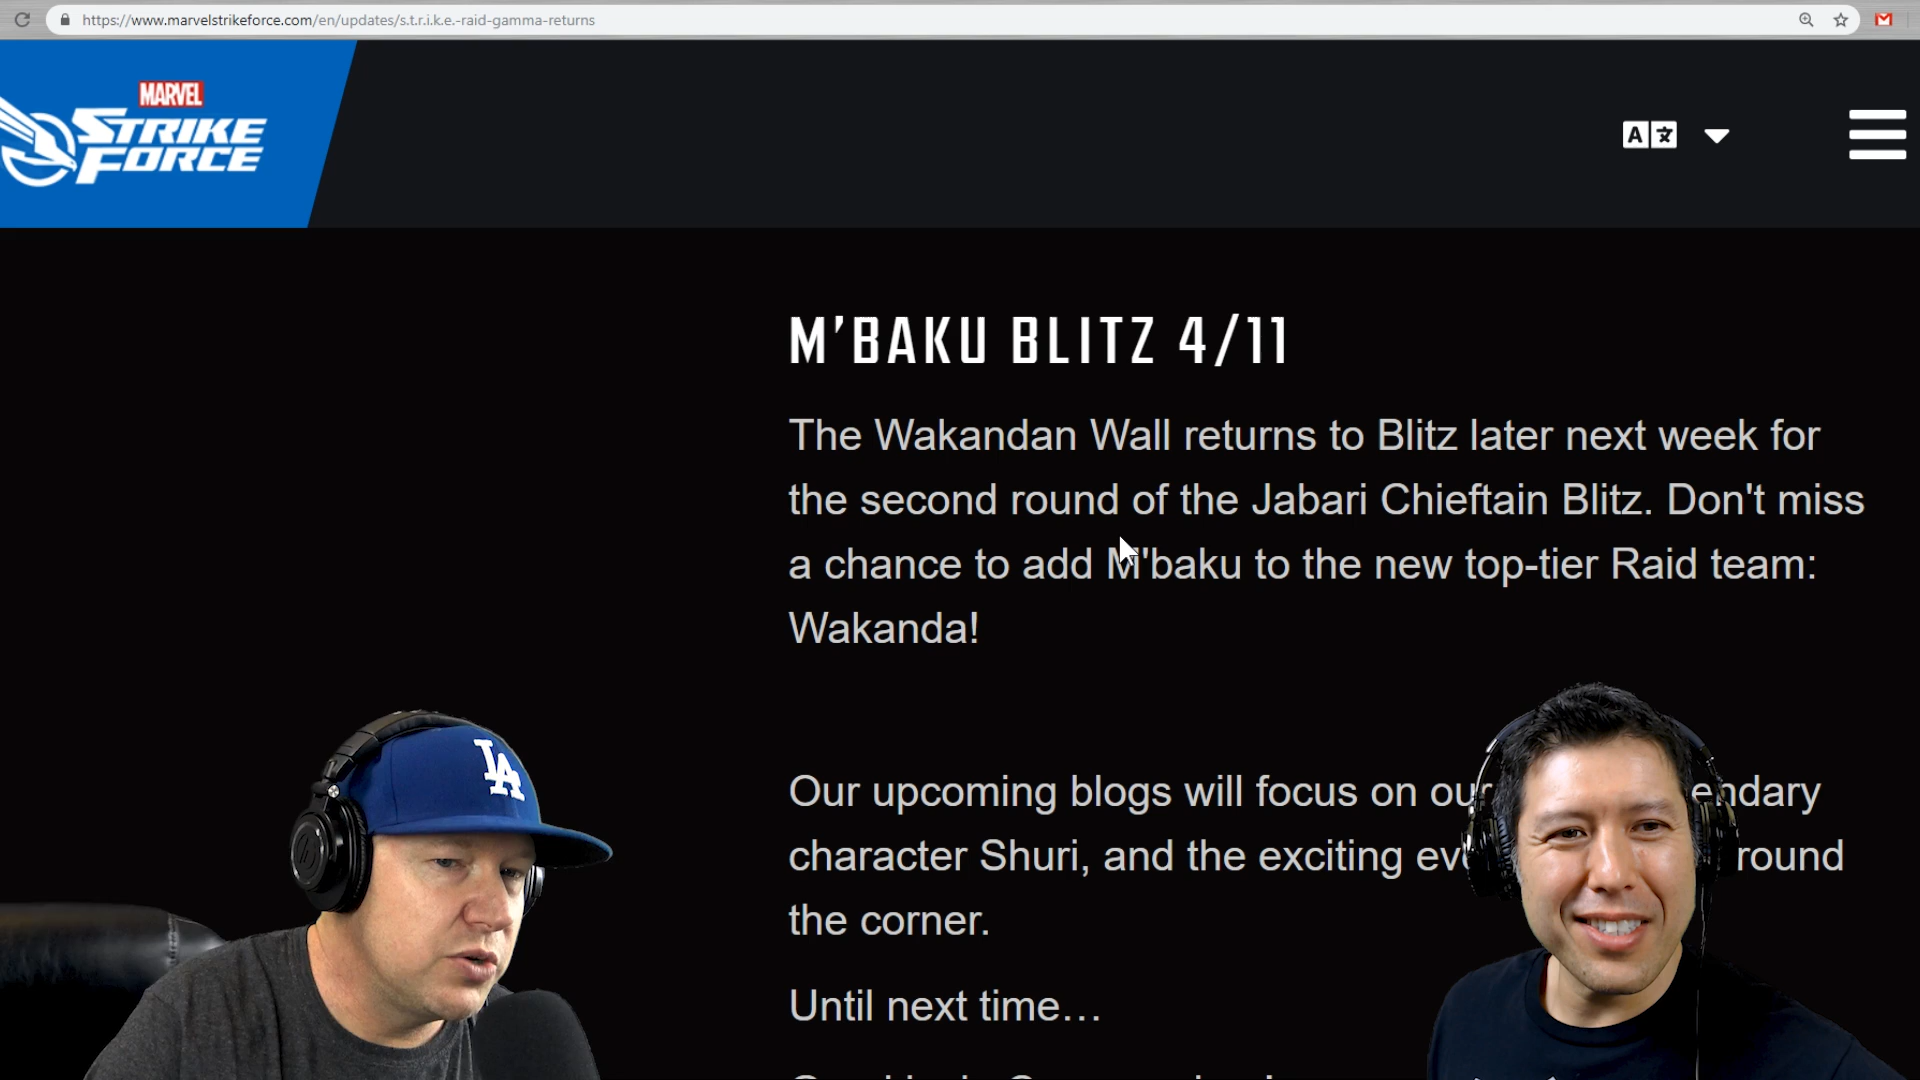 https://www.marvelstrikeforce.com/en/updates/s.t.r.i.k.e.-raid-gamma-returns
MARVEL
STRIKE
FORCE
A
M'BAKU BLITZ 4/11
The Wakandan Wall returns to Blitz later next week for
the second round of the Jabari Chieftain Blitz. Don't miss
a chance to add M'baku to the new top-tier Raid team:
Wakanda!
Our upcoming blogs will focus on our
character Shuri, and the exciting
the corner.
Until next time…
LA